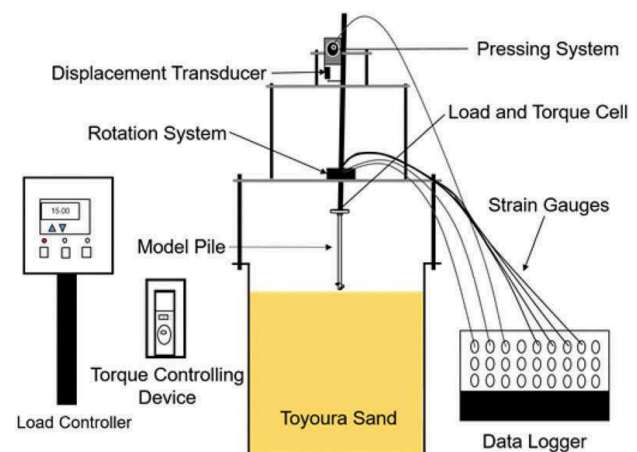 Pressing System
Displacement Transducer
Load and Torque Cell
Rotation System
15:00
Strain Gauges
Model Pile
Torque Controlling
Device
Toyoura Sand
Load Controller
Data Logger